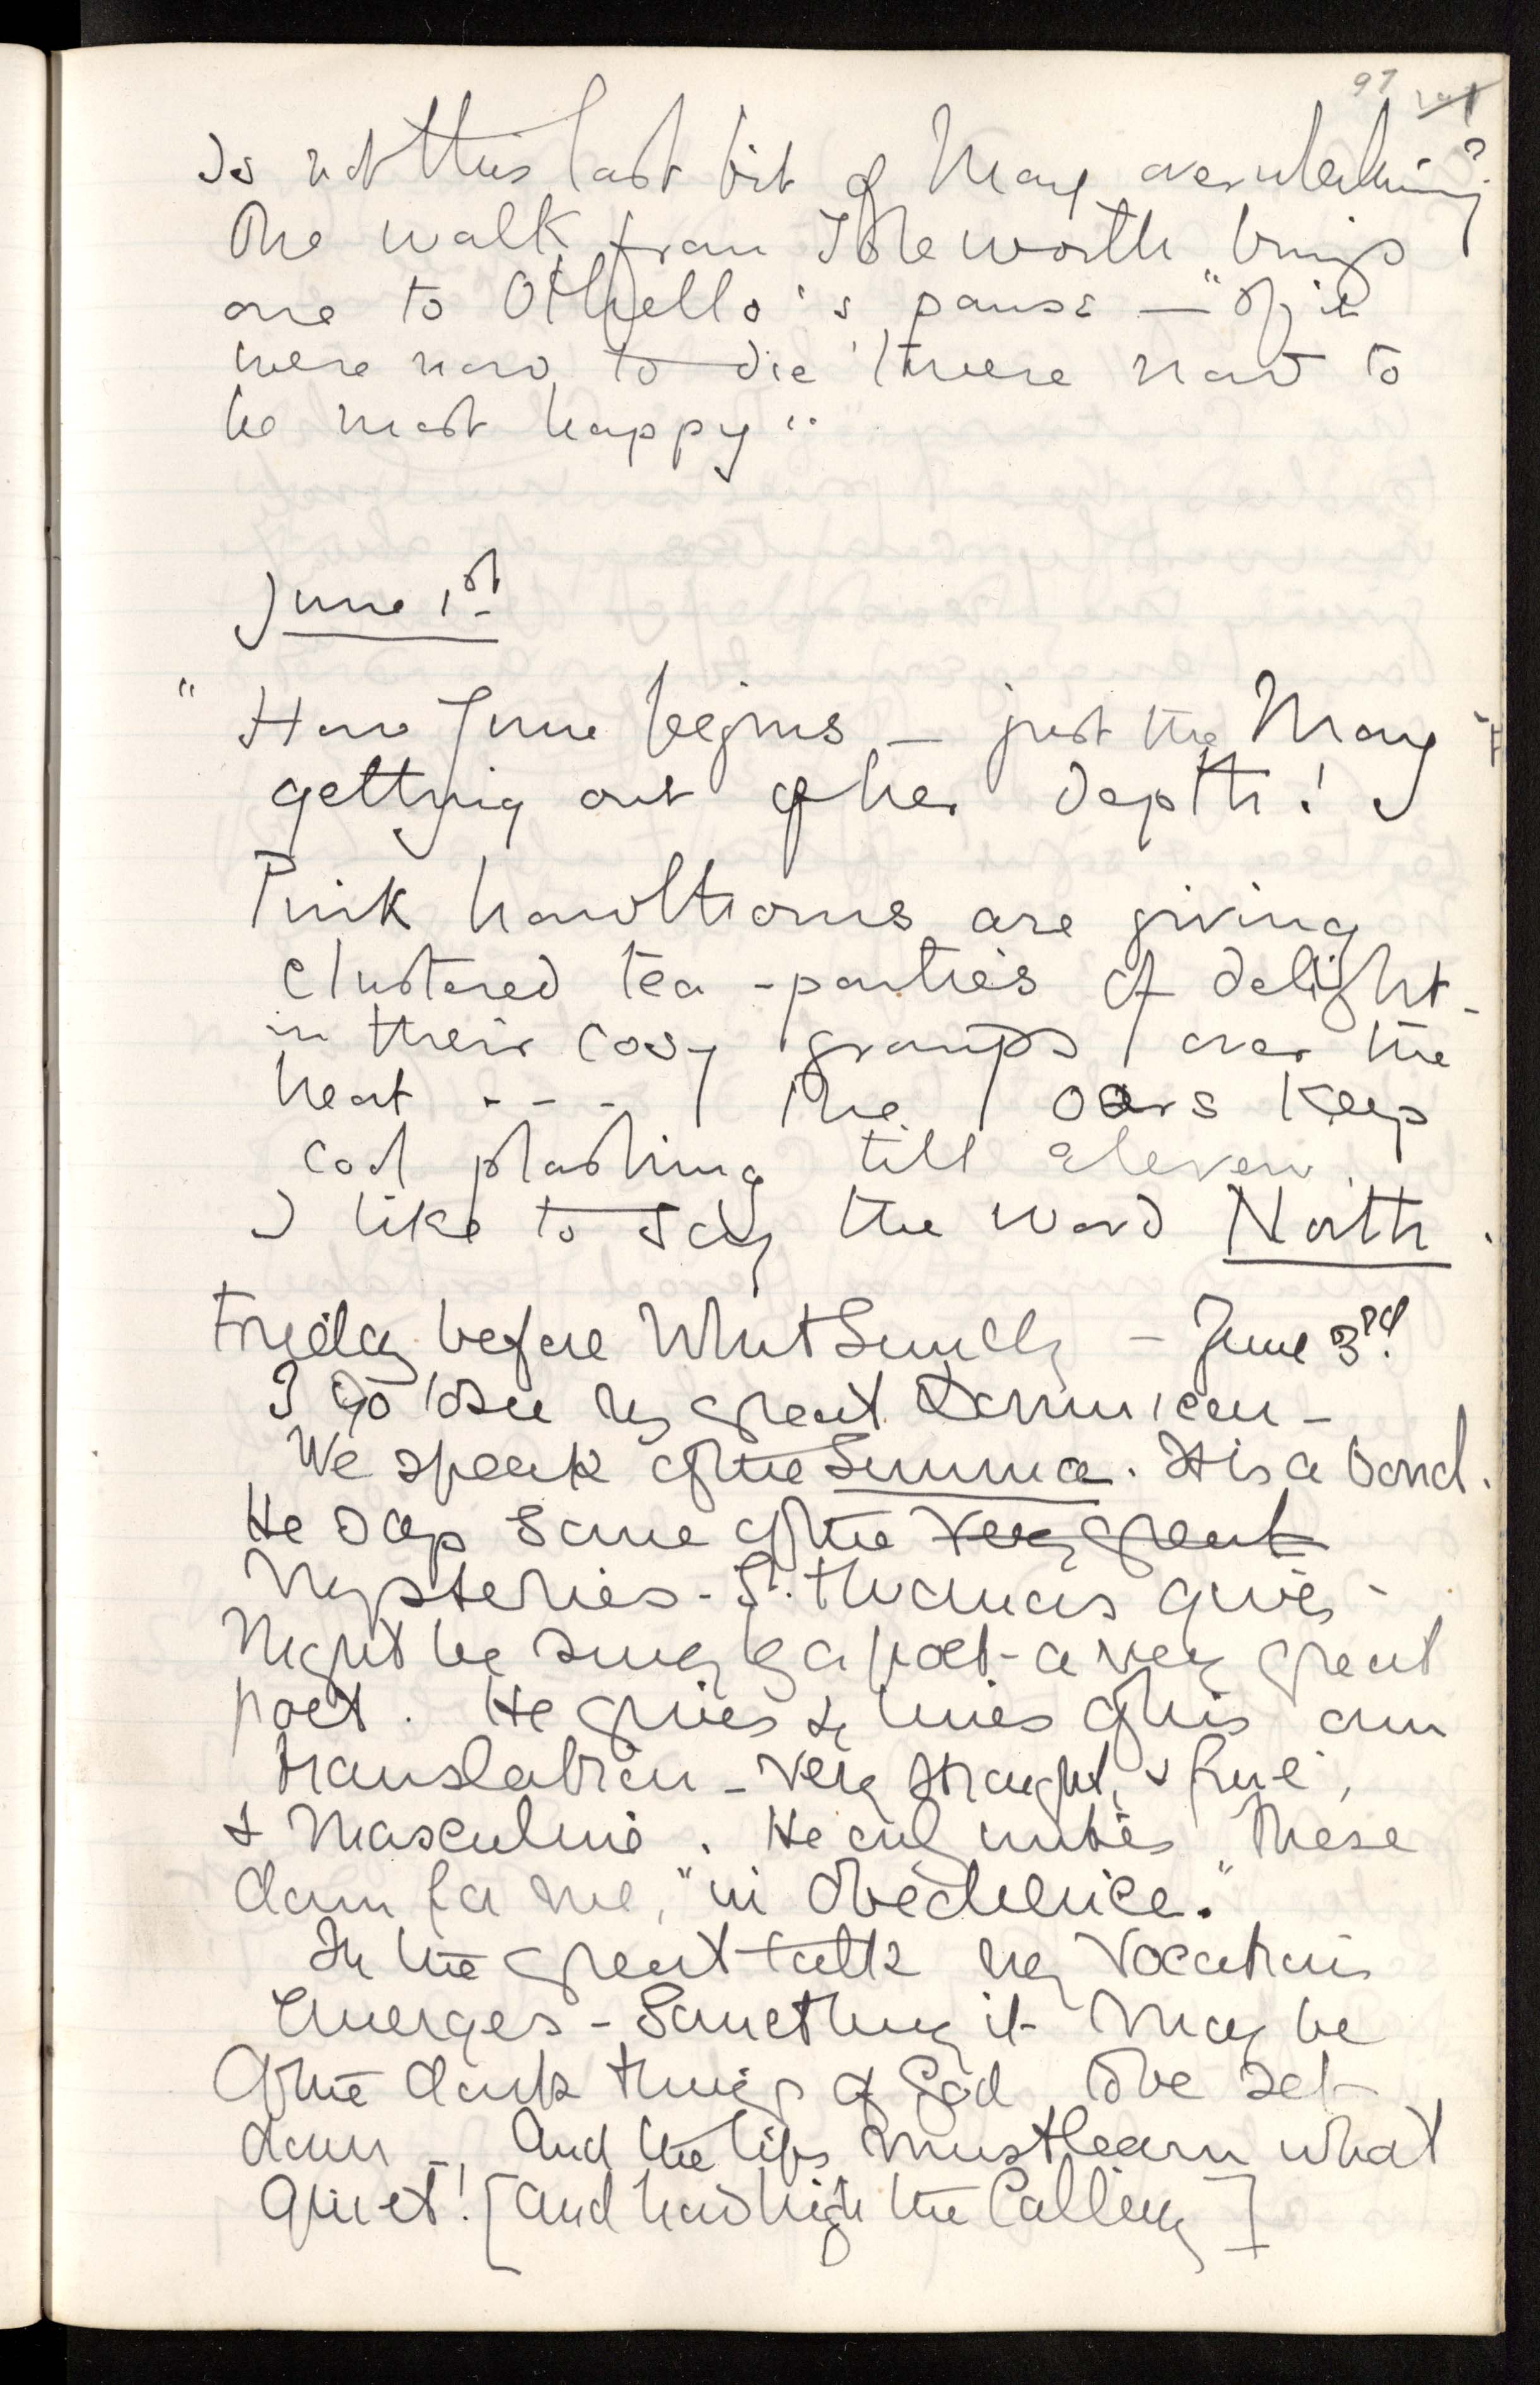 97
Is not this last bit of May overwhelming?
The walk from Isleworth brings
one to Othello's pause — "If it
were now to die 'twere now to
be most happy"
June 1st
"How June begins — just the May
getting out of her depth!
Pink hawthorns are giving
clustered tea-parties of delight
in their cosy groups over the
heat - - - The oars keep
cool plashing till eleven.
I like to say the word North.
Friday before WhitSunday — June 3rd.
I go to see my great Dominican —
We speak of the Summa. It is a bond.
He says some of the very great
Mysteries - St. Thomas gives -
Might be sung by a poet - a very great
poet. He gives by lines of his own
translation - very straight, & fine,
& Masculine. He only writes these
down for me, "in Obedience."
In the great talk my Vocation
Emerges - Something it may be
Of the dark things of God to be set
down - And the lips must learn what
Quiet! [And how high the Calling]